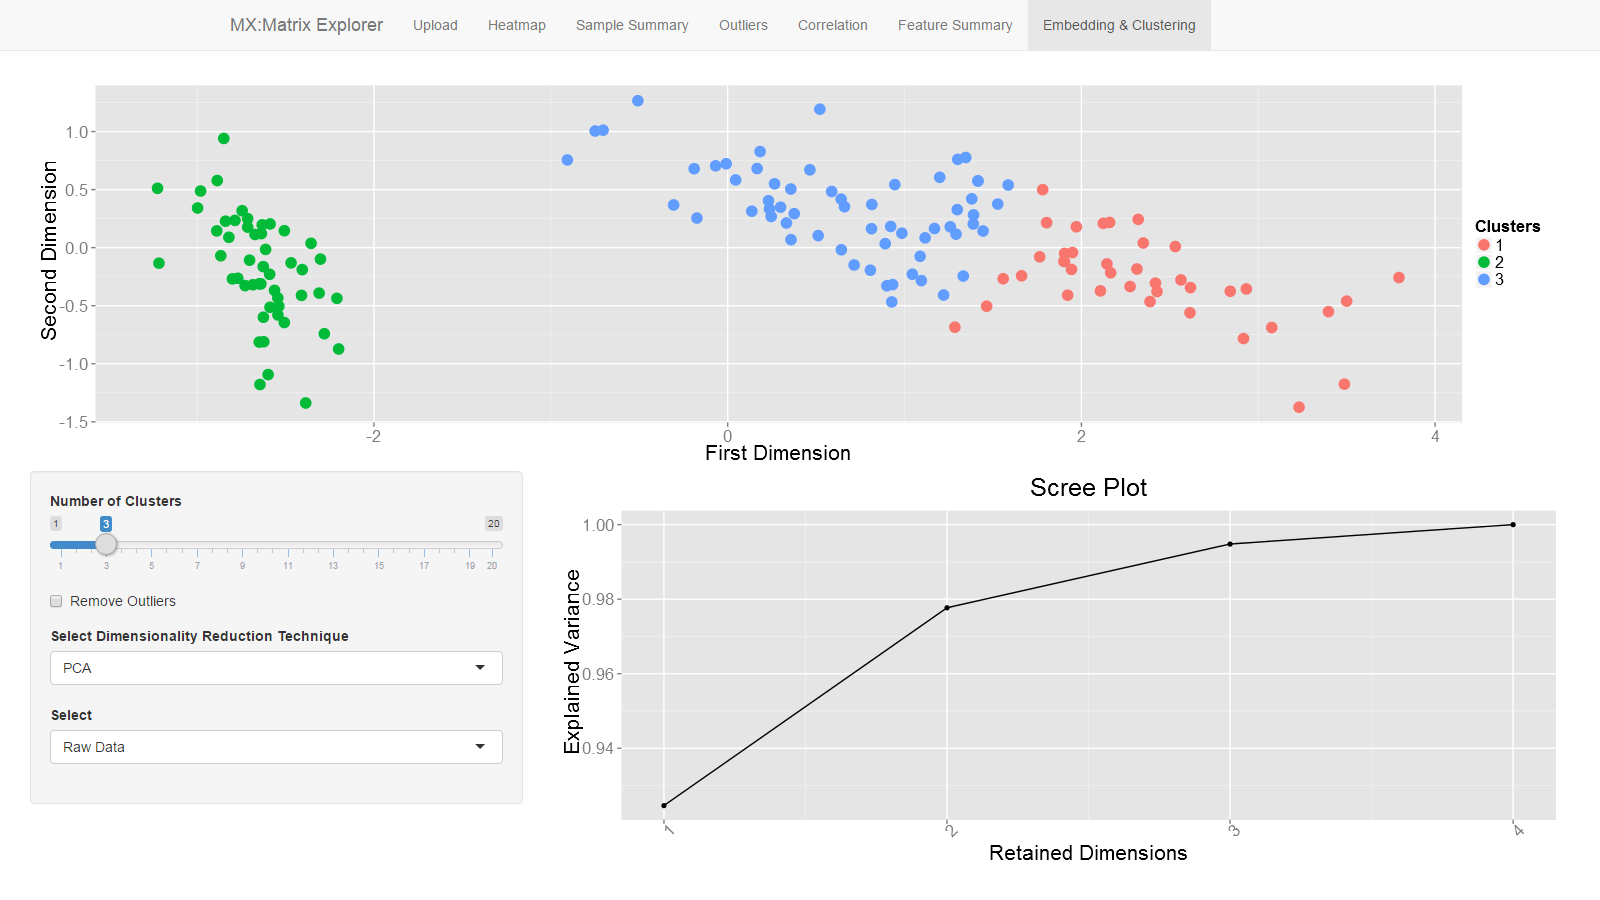 MX:Matrix Explorer Upload Heatmap Sample Summary Outliers Correlation Feature Summary Embedding & Clustering
Second Dimension
1.0
0.5
0.0
-0.5
-1.0
-1.5
-2 0 2 4
First Dimension
Clusters
1
2
3
Number of Clusters
1 3 20
1 3 5 7 9 11 13 15 17 19 20
Remove Outliers
Select Dimensionality Reduction Technique
PCA
Select
Raw Data
Scree Plot
Explained Variance
1.00
0.98
0.96
0.94
1 2 3 4
Retained Dimensions